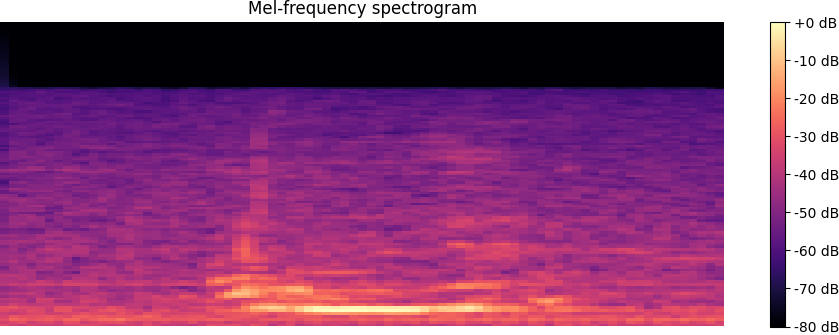 Mel-frequency spectrogram
+0 dB
-10 dB
-20 dB
-30 dB
-40 dB
-50 dB
-60 dB
-70 dB
-80 dB